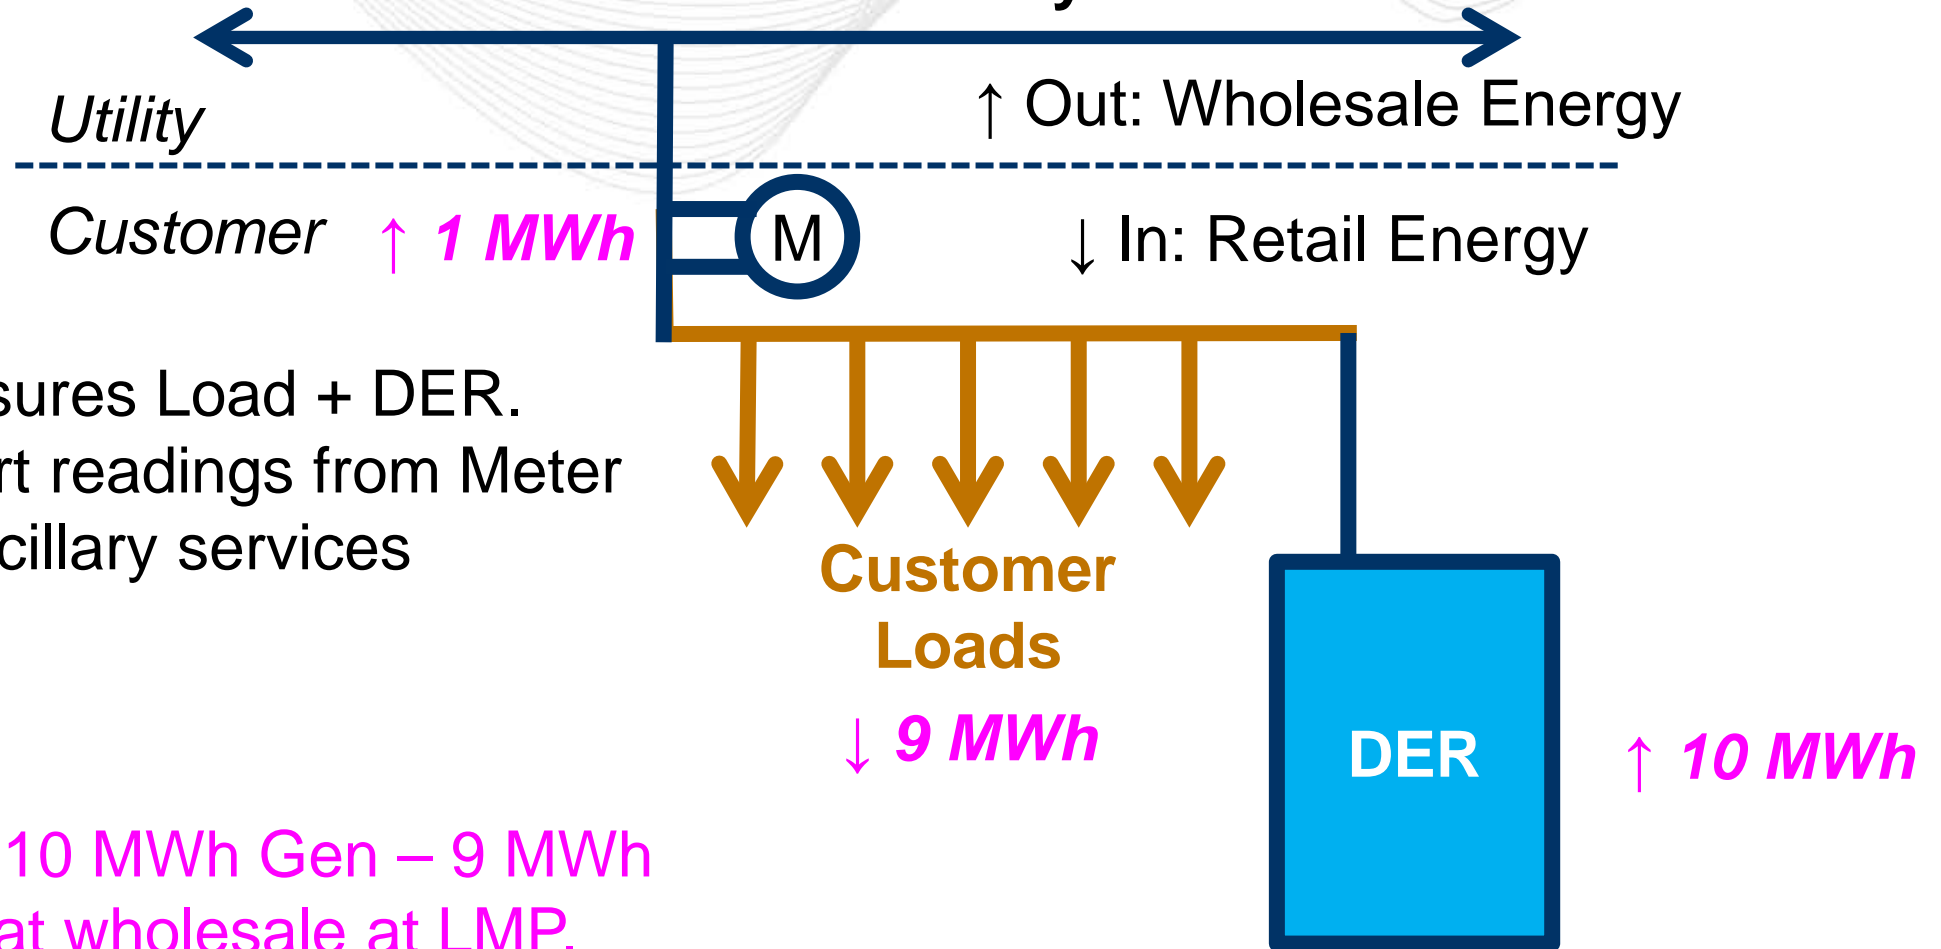 Utility
↑ Out: Wholesale Energy
Customer
↑ 1 MWh
M
↓ In: Retail Energy
sures Load + DER.
rt readings from Meter
cillary services
Customer
Loads
↓ 9 MWh
DER
↑ 10 MWh
10 MWh Gen – 9 MWh
at wholesale at LMP.